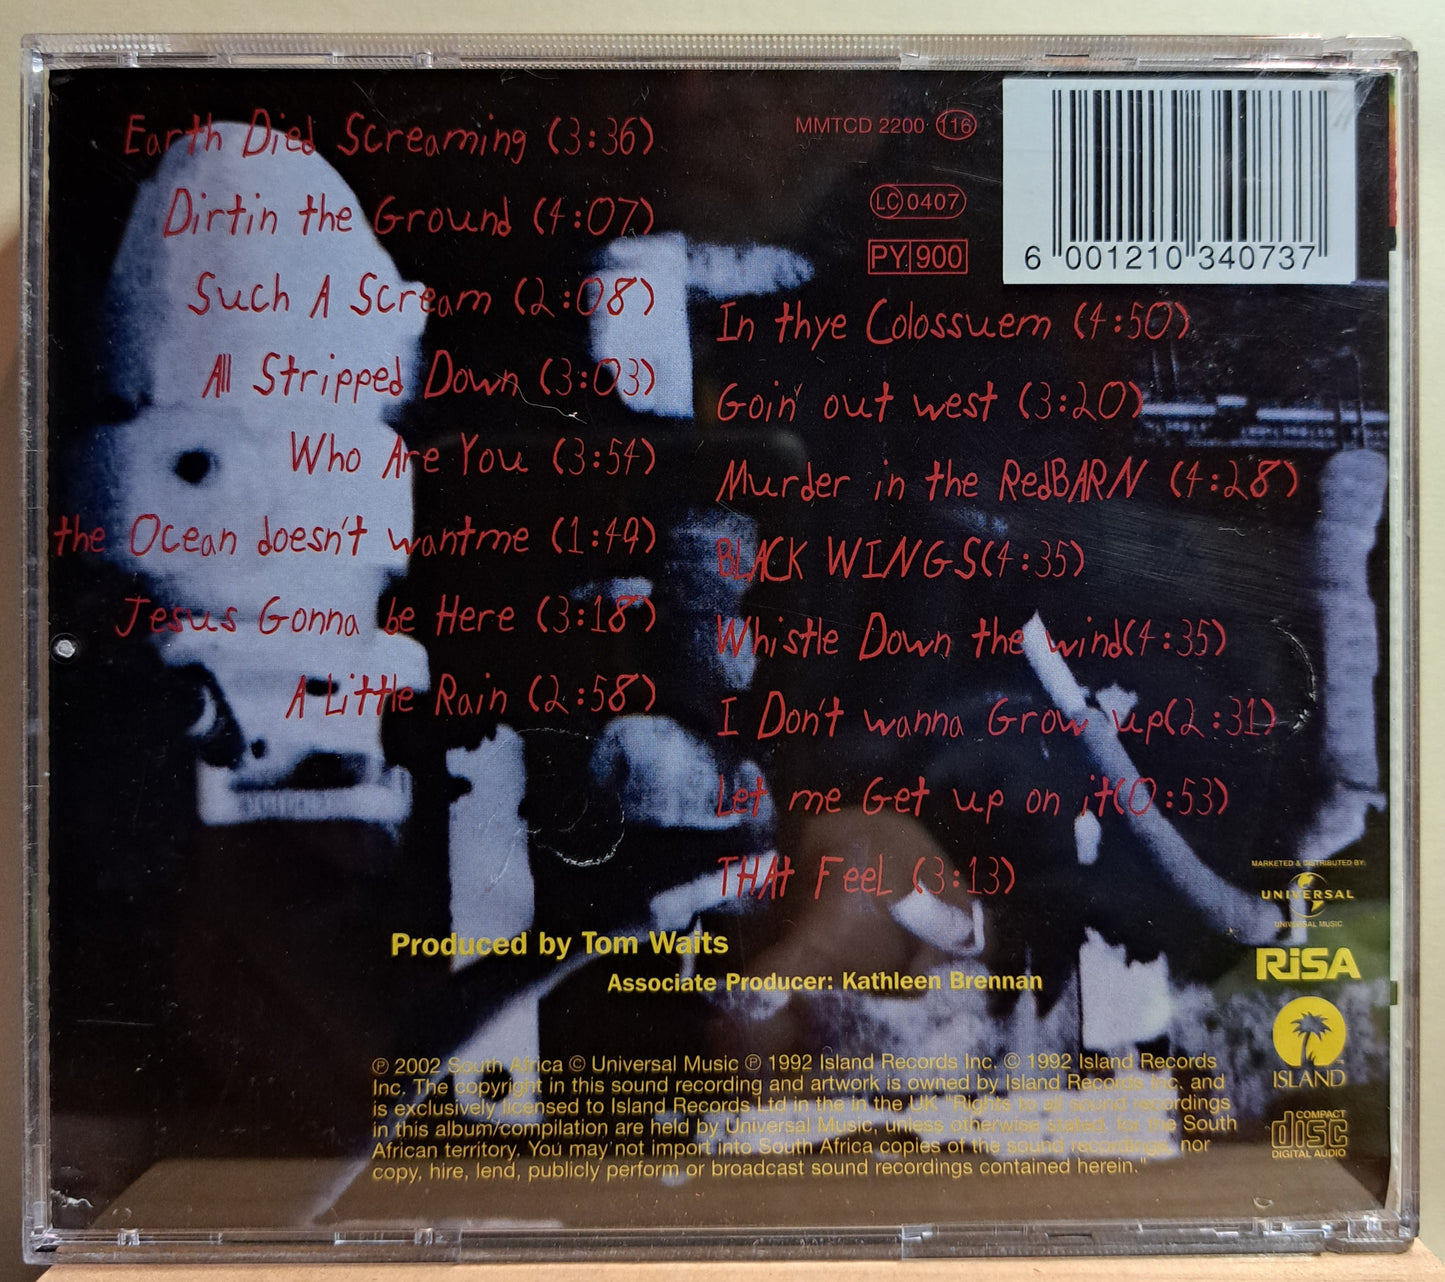 Earth Died Screaming (3:36)
Dirtin the Ground (4:07)
Such A Scream (2:08)
All Stripped Down (3:03)
Who Are You (3:54)
the Ocean doesn't wantme (1:49)
Jesus Gonna be Here (3:18)
A Little Rain (2:58)
MMTCD 2200 116
LC 0407
PY 900
6 001210 340737
In thye Colossuem (4:50)
Goin' out west (3:20)
Murder in the RedBARN (4:28)
BLACK WINGS(4:35)
Whistle Down the wind(4:35)
I Don't wanna Grow up(2:31)
Let me Get up on it(0:53)
THAt FeeL (3:13)
Produced by Tom Waits
Associate Producer: Kathleen Brennan
℗ 2002 South Africa © Universal Music ℗ 1992 Island Records Inc. © 1992 Island Records
Inc. The copyright in this sound recording and artwork is owned by Island Records Inc. and
is exclusively licensed to Island Records Ltd in the in the UK "Rights to all sound recordings
in this album/compilation are held by Universal Music, unless otherwise stated, for the South
African territory. You may not import into South Africa copies of the sound recordings, nor
copy, hire, lend, publicly perform or broadcast sound recordings contained herein."
MARKETED & DISTRIBUTED BY:
UNIVERSAL
UNIVERSAL MUSIC
RiSA
ISLAND
COMPACT
disc
DIGITAL AUDIO